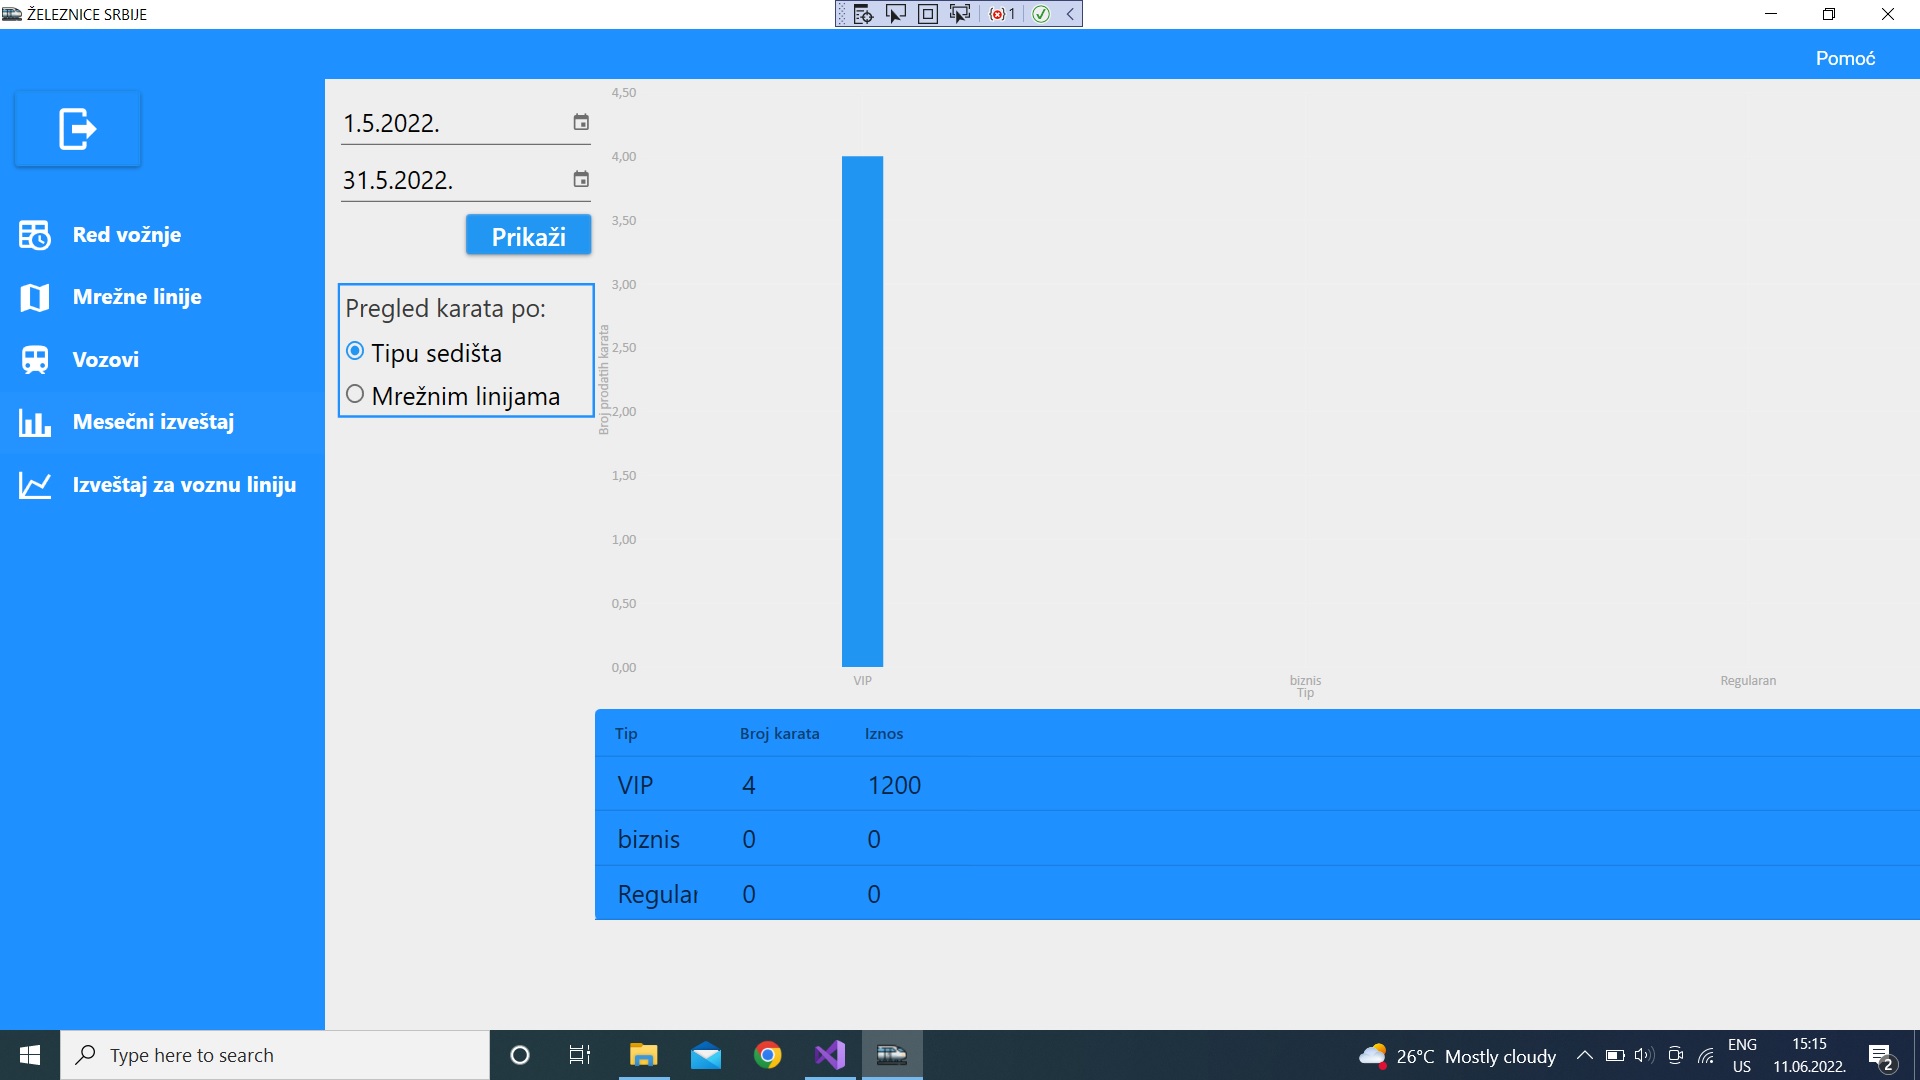 ŽELEZNICE SRBIJE
1
Pomoć
Red vožnje
Mrežne linije
Vozovi
Mesečni izveštaj
Izveštaj za voznu liniju
1.5.2022.
31.5.2022.
Prikaži
Pregled karata po:
Tipu sedišta
Mrežnim linijama
Broj prodatih karata
4,50
4,00
3,50
3,00
2,50
2,00
1,50
1,00
0,50
0,00
VIP biznis Regularan
Tip
Tip Broj karata Iznos
VIP 4 1200
biznis 0 0
Regular 0 0
Type here to search
26°C Mostly cloudy
ENG
US
15:15
11.06.2022.
2